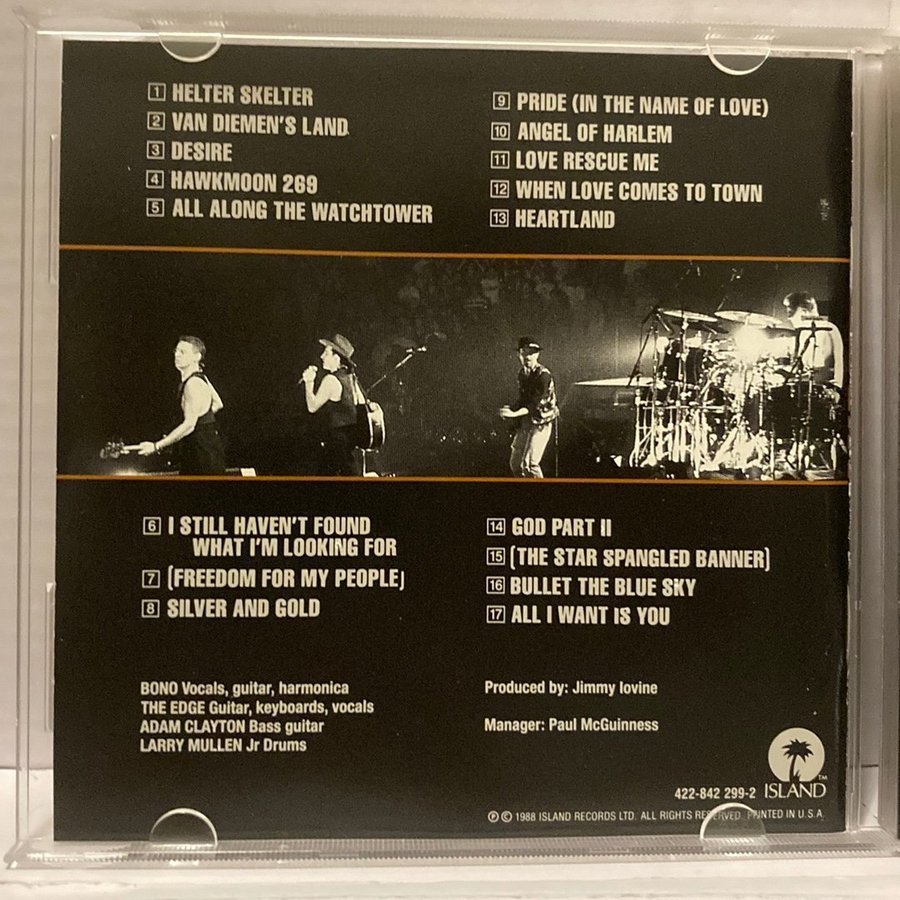 1 HELTER SKELTER
2 VAN DIEMEN'S LAND
3 DESIRE
4 HAWKMOON 269
5 ALL ALONG THE WATCHTOWER
9 PRIDE (IN THE NAME OF LOVE)
10 ANGEL OF HARLEM
11 LOVE RESCUE ME
12 WHEN LOVE COMES TO TOWN
13 HEARTLAND
6 I STILL HAVEN'T FOUND
WHAT I'M LOOKING FOR
7 (FREEDOM FOR MY PEOPLE)
8 SILVER AND GOLD
14 GOD PART II
15 (THE STAR SPANGLED BANNER)
16 BULLET THE BLUE SKY
17 ALL I WANT IS YOU
BONO Vocals, guitar, harmonica
THE EDGE Guitar, keyboards, vocals
ADAM CLAYTON Bass guitar
LARRY MULLEN Jr Drums
Produced by: Jimmy Iovine
Manager: Paul McGuinness
422-842 299-2 ISLAND TM
Ⓟ © 1988 ISLAND RECORDS LTD. ALL RIGHTS RESERVED. PRINTED IN U.S.A.